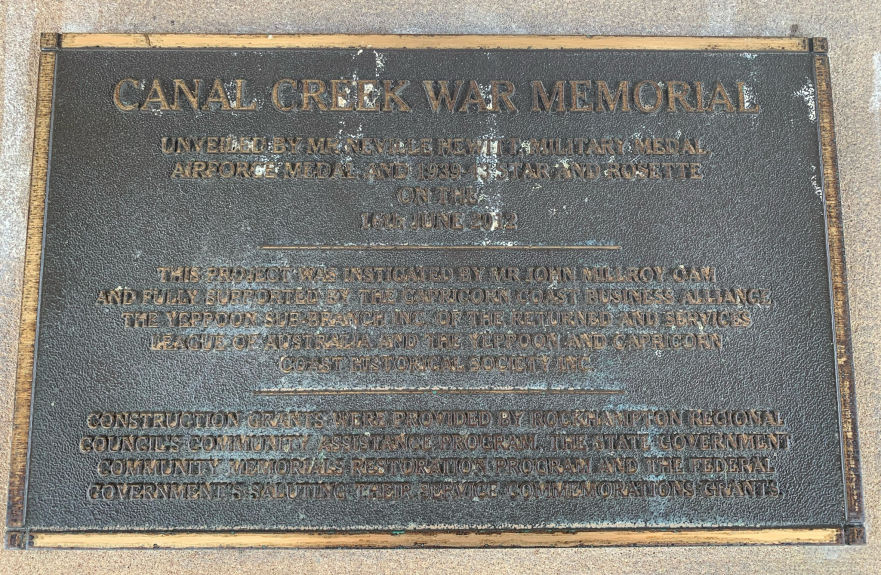 CANAL CREEK WAR MEMORIAL
UNVEILED BY MR NEVILLE HEWITT MILITARY MEDAL
AIRFORCE MEDAL AND 1939-43 STAR AND ROSETTE
ON THE
16TH JUNE 2012
THIS PROJECT WAS INSTIGATED BY MR JOHN MILLROY OAM
AND FULLY SUPPORTED BY THE CAPRICORN COAST BUSINESS ALLIANCE
THE YEPPOON SUB-BRANCH INC. OF THE RETURNED AND SERVICES
LEAGUE OF AUSTRALIA AND THE YEPPOON AND CAPRICORN
COAST HISTORICAL SOCIETY INC.
CONSTRUCTION GRANTS WERE PROVIDED BY ROCKHAMPTON REGIONAL
COUNCIL'S COMMUNITY ASSISTANCE PROGRAM, THE STATE GOVERNMENT
COMMUNITY MEMORIALS RESTORATION PROGRAM AND THE FEDERAL
GOVERNMENT'S SALUTING THEIR SERVICE COMMEMORATIONS GRANTS.